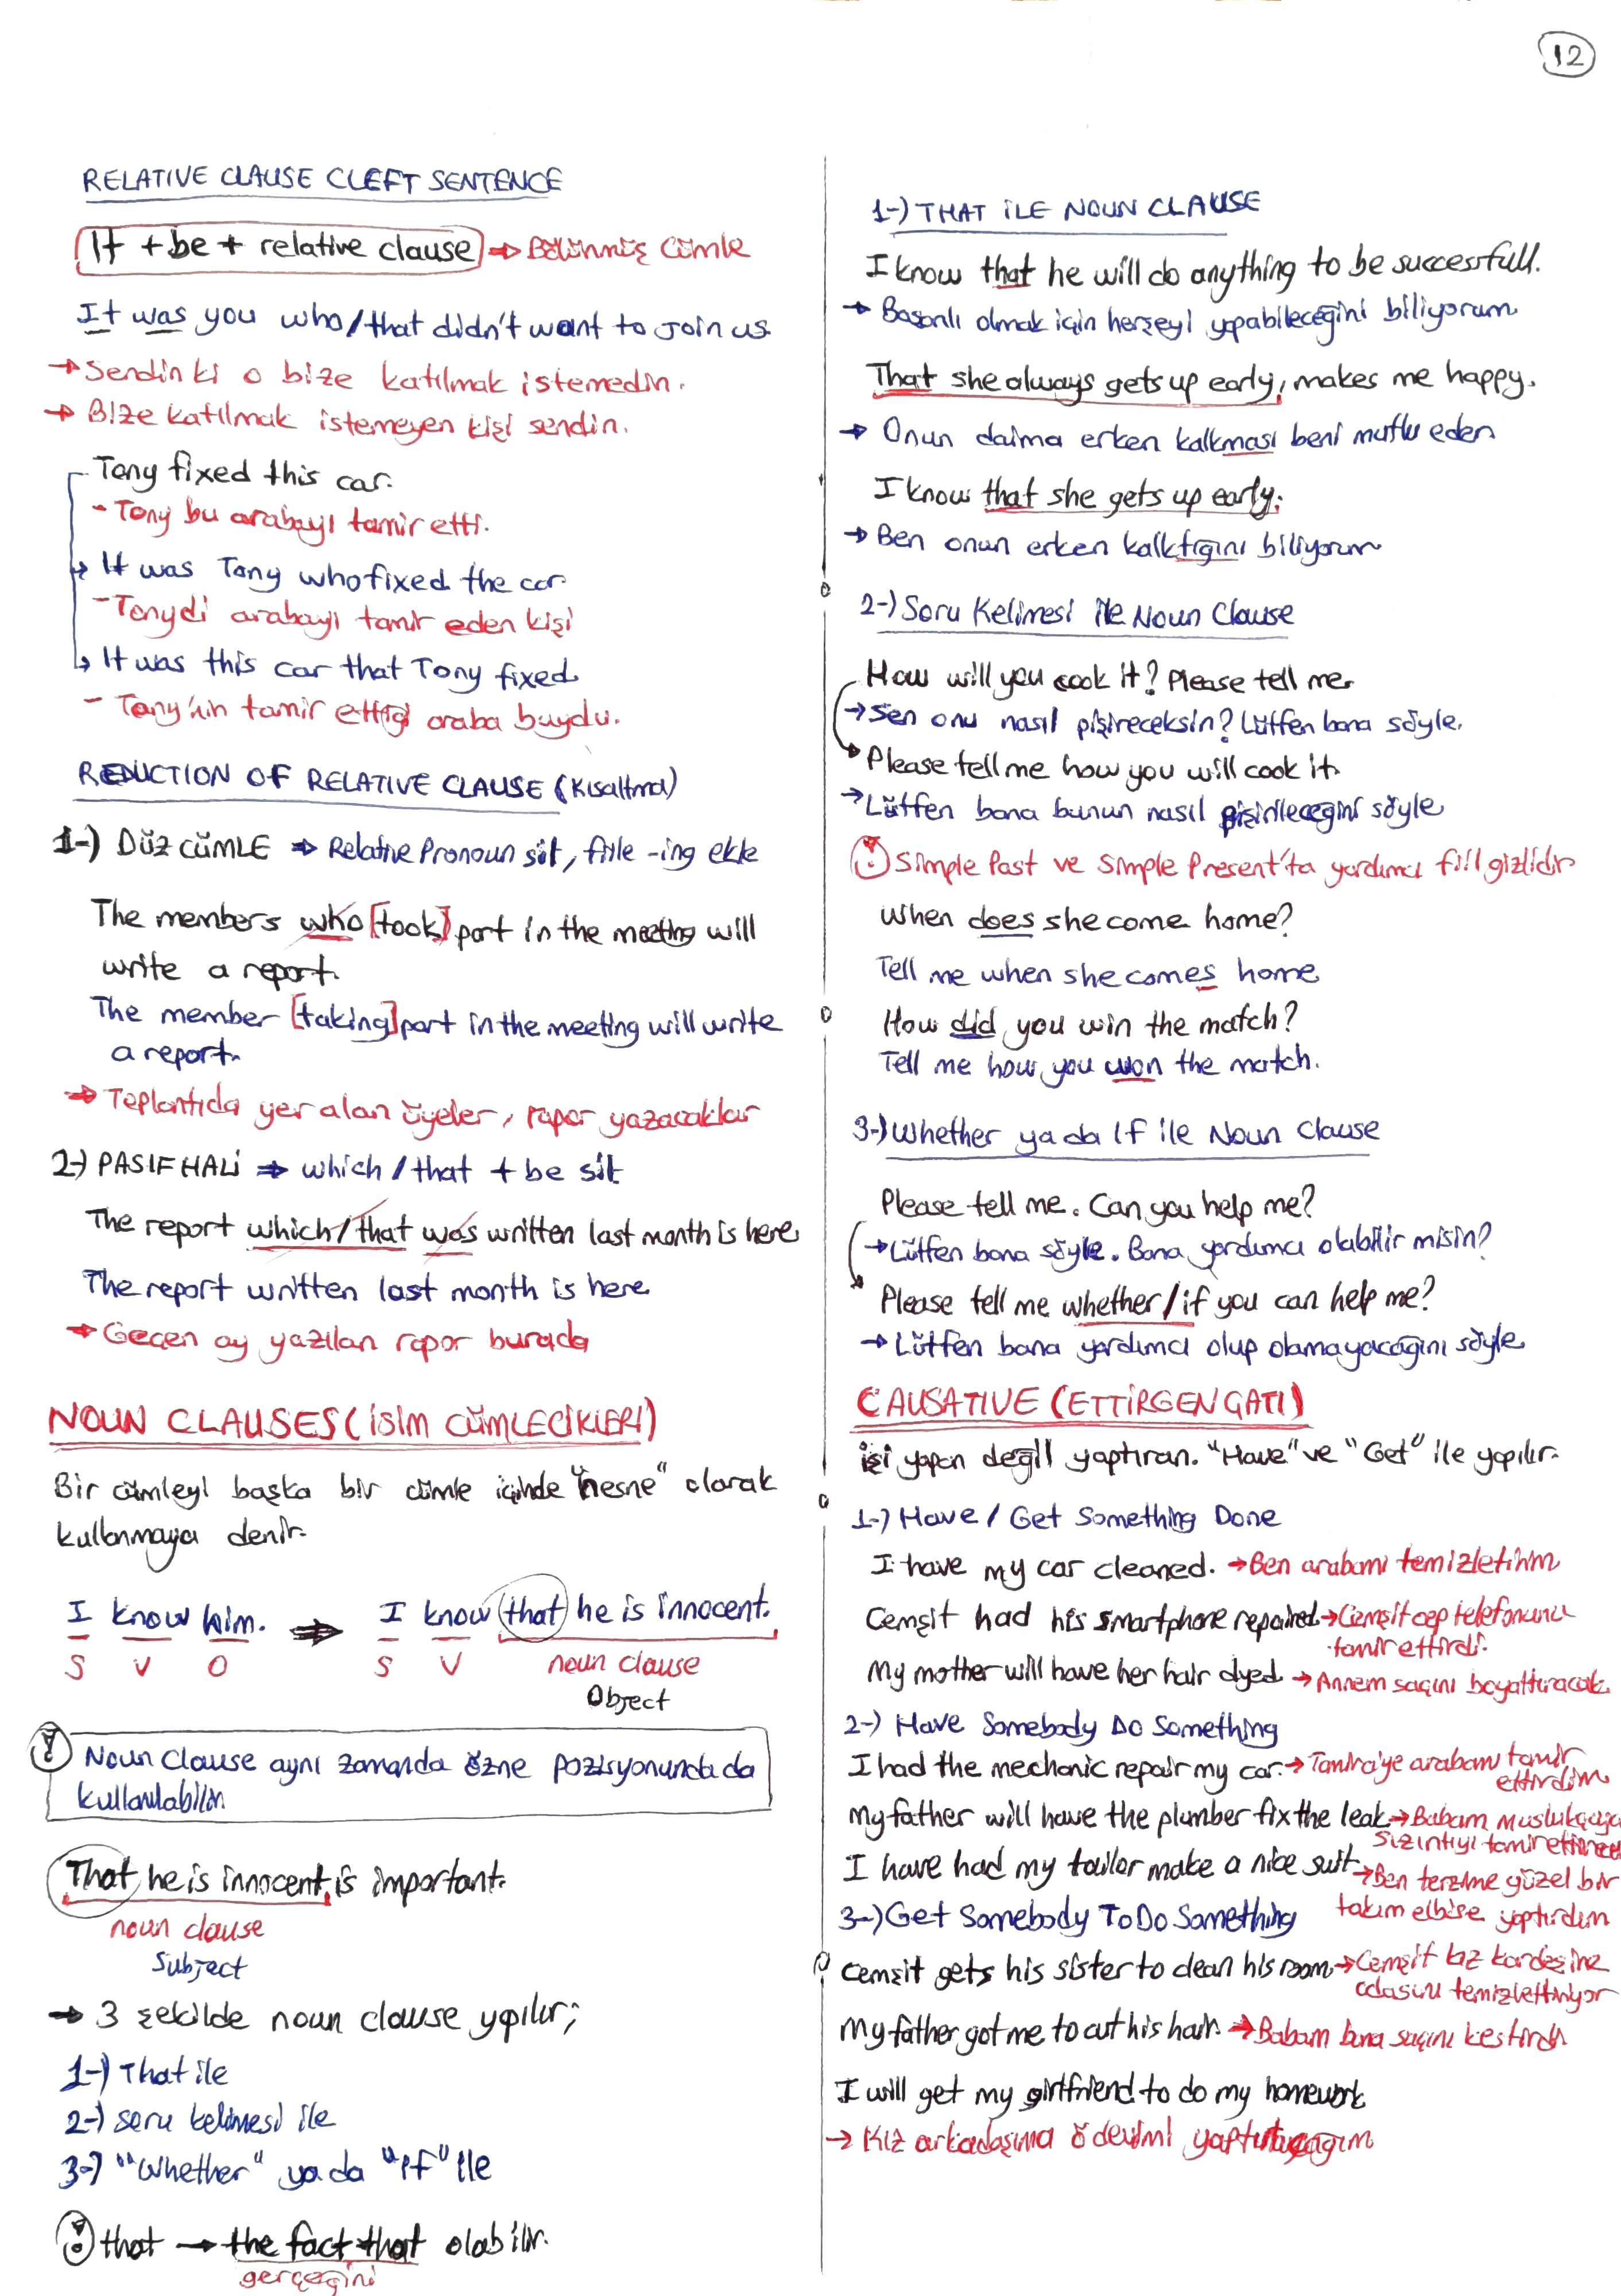 12
RELATIVE CLAUSE CLEFT SENTENCE
It + be + relative clause → Bölünmüş Cümle
It was you who/that didn't want to join us
→ Sendin ki o bize katılmak istemedin.
→ Bize katılmak istemeyen kişi sendin.
Tony fixed this car.
- Tony bu arabayı tamir etti.
→ It was Tony who fixed the car
- Tonydi arabayı tamir eden kişi
→ It was this car that Tony fixed
- Tony'nin tamir ettiği araba buydu.
REDUCTION OF RELATIVE CLAUSE (Kısaltma)
1-) DÜZ CÜMLE → Relative Pronoun sil, fiile -ing ekle
The members who [took] part in the meeting will
write a report.
The member [taking] part in the meeting will write
a report.
→ Toplantıda yer alan üyeler, rapor yazacaklar
2-) PASIF HALİ → which / that + be sil
The report which/that was written last month is here
The report written last month is here
→ Geçen ay yazılan rapor burada
NOUN CLAUSES (İSİM CÜMLECİKLERİ)
Bir cümleyi başka bir cümle içinde "nesne" olarak
kullanmaya denir.
I know him. → I know that he is innocent.
S V O S V noun clause
Object
Noun Clause aynı zamanda özne pozisyonunda da
kullanılabilir.
That he is innocent, is important.
noun clause
Subject
→ 3 şekilde noun clause yapılır;
1-) That ile
2-) soru kelimesi ile
3-) "Whether" ya da "If" ile
that → the fact that olabilir.
gerçeğini
1-) THAT İLE NOUN CLAUSE
I know that he will do anything to be successfull.
→ Başarılı olmak için herşeyi yapabileceğini biliyorum
That she always gets up early, makes me happy.
→ Onun daima erken kalkması beni mutlu eden
I know that she gets up early.
→ Ben onun erken kalktığını biliyorum
2-) Soru Kelimesi ile Noun Clause
How will you cook it? Please tell me
→ Sen onu nasıl pişireceksin? Lütfen bana söyle.
Please tell me how you will cook it
→ Lütfen bana bunun nasıl pişirileceğini söyle
Simple Past ve Simple Present'ta yardımcı fiil gizlidir
When does she come home?
Tell me when she comes home
How did you win the match?
Tell me how you won the match.
3-) Whether ya da If ile Noun Clause
Please tell me. Can you help me?
→ Lütfen bana söyle. Bana yardımcı olabilir misin?
Please tell me whether/if you can help me?
→ Lütfen bana yardımcı olup olamayacağını söyle
CAUSATIVE (ETTİRGEN ÇATI)
işi yapan değil yaptıran. "Have" ve "Get" ile yapılır.
1-) Have / Get Something Done
I have my car cleaned. → Ben arabamı temizletirim
Cemşit had his smartphone repaired → Cemşit cep telefonunu
tamir ettirdi.
My mother will have her hair dyed → Annem saçını boyattıracak
2-) Have Somebody Do Something
I had the mechanic repair my car. → Tamirciye arabamı tamir
ettirdim
My father will have the plumber fix the leak → Babam muslukçuya
sızıntıyı tamir ettirecek
I have had my tailor make a nice suit → Ben terzime güzel bir
takım elbise yaptırdım
3-) Get Somebody To Do Something
Cemşit gets his sister to clean his room → Cemşit kız kardeşine
odasını temizlettiriyor
My father got me to cut his hair. → Babam bana saçını kestirdi
I will get my girlfriend to do my homework
→ Kız arkadaşıma ödevimi yaptırtacağım